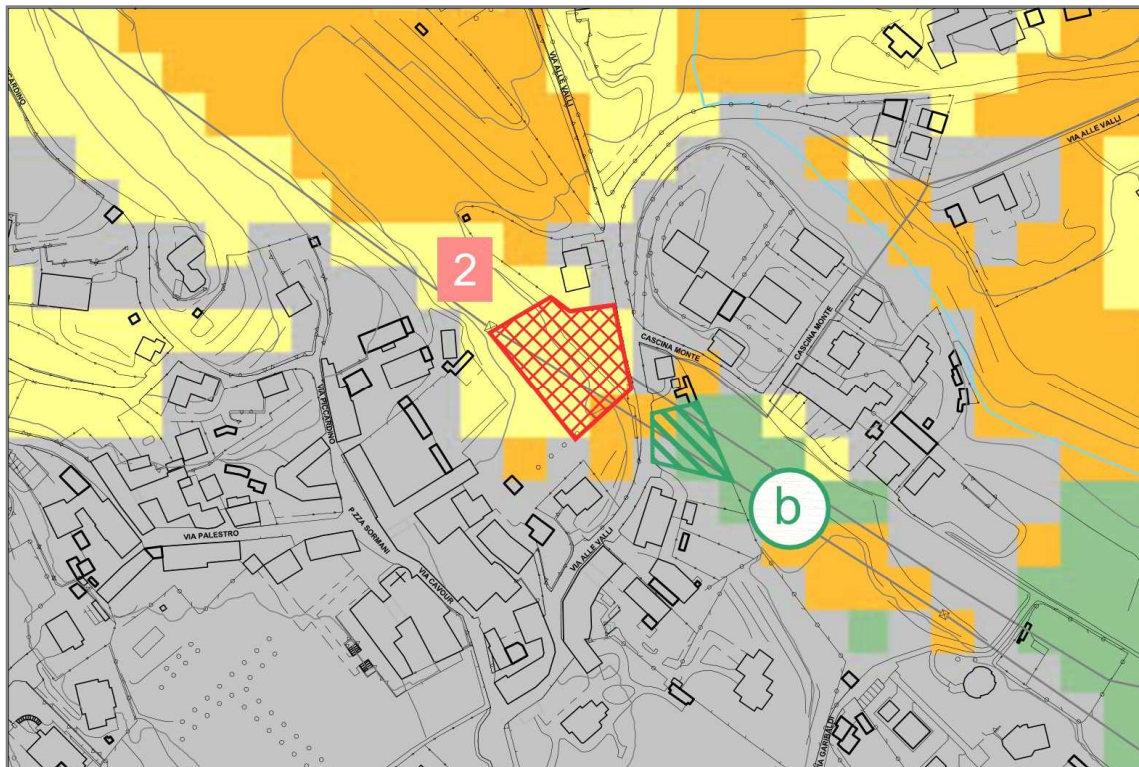 VIA ALLE VALLI
CCARDINO
VIA ALLE VALLI
2
CASCINA MONTE
CASCINA MONTE
VIA PICCARDINO
b
VIA PALESTRO
P.ZZA SORMANI
VIA ALLE VALLI
VIA CAVOUR
VIA GARIBALDI